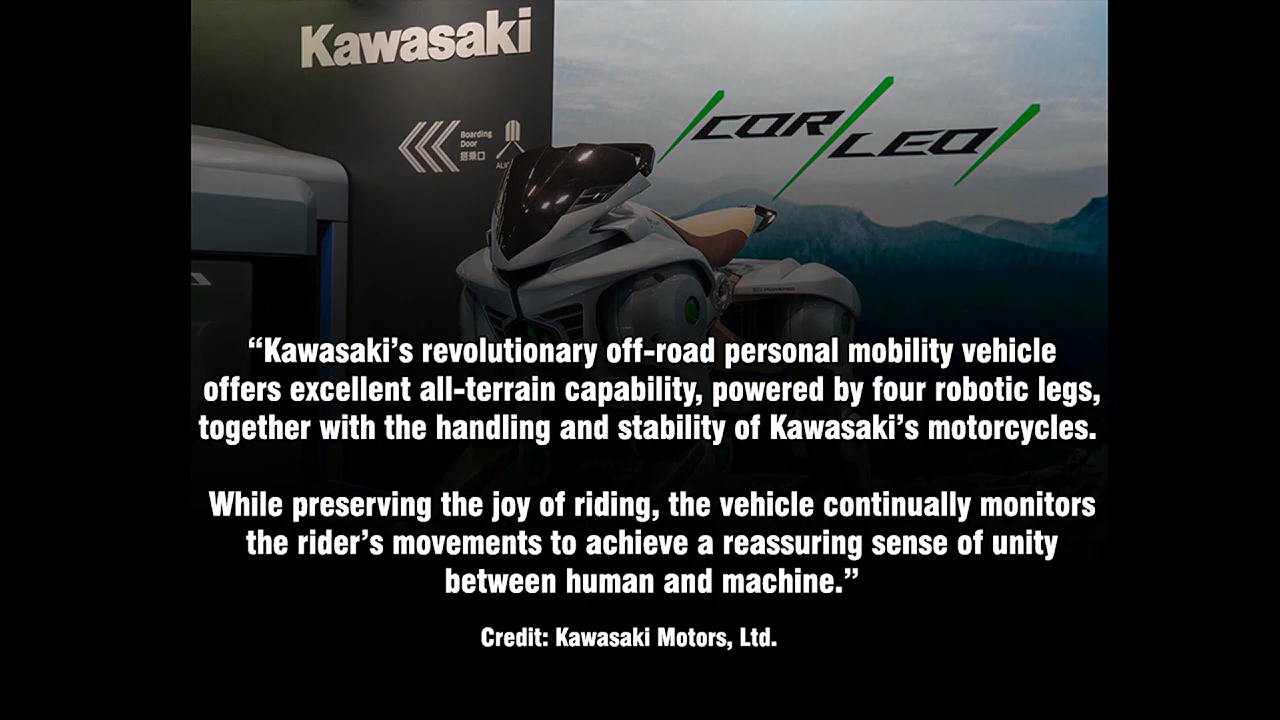 Kawasaki
COR/LEO
Boarding
Door
搭乗口
“Kawasaki’s revolutionary off-road personal mobility vehicle
offers excellent all-terrain capability, powered by four robotic legs,
together with the handling and stability of Kawasaki’s motorcycles.
While preserving the joy of riding, the vehicle continually monitors
the rider’s movements to achieve a reassuring sense of unity
between human and machine.”
Credit: Kawasaki Motors, Ltd.